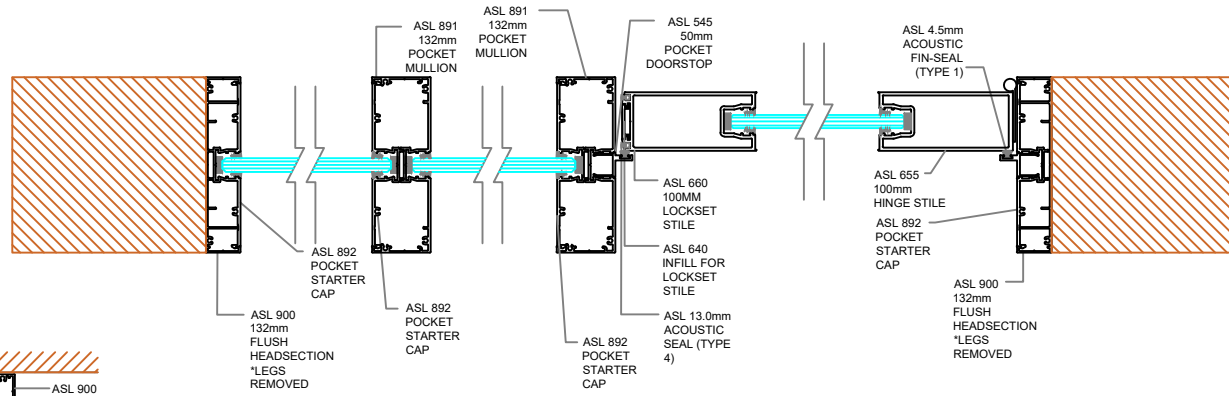 ASL 891
132mm
POCKET
MULLION
ASL 891
132mm
POCKET
MULLION
ASL 545
50mm
POCKET
DOORSTOP
ASL 4.5mm
ACOUSTIC
FIN-SEAL
(TYPE 1)
ASL 892
POCKET
STARTER
CAP
ASL 900
132mm
FLUSH
HEADSECTION
*LEGS
REMOVED
ASL 892
POCKET
STARTER
CAP
ASL 892
POCKET
STARTER
CAP
ASL 660
100MM
LOCKSET
STILE
ASL 640
INFILL FOR
LOCKSET
STILE
ASL 13.0mm
ACOUSTIC
SEAL (TYPE
4)
ASL 655
100mm
HINGE STILE
ASL 892
POCKET
STARTER
CAP
ASL 900
132mm
FLUSH
HEADSECTION
*LEGS
REMOVED
ASL 900